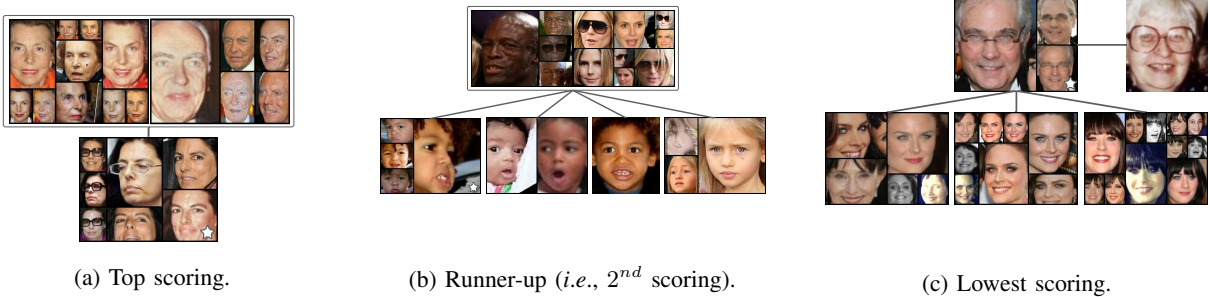 (a) Top scoring.
(b) Runner-up (i.e., 2nd scoring).
(c) Lowest scoring.